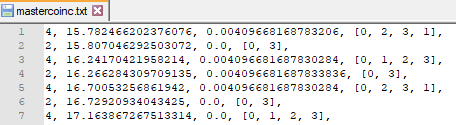 mastercoinc.txt
1 4, 15.782466202376076, 0.00409668168783206, [0, 2, 3, 1],
2 2, 15.807046292503072, 0.0, [0, 3],
3 4, 16.24170421958214, 0.004096681687830284, [0, 1, 2, 3],
4 2, 16.266284309709135, 0.004096681687833836, [0, 3],
5 4, 16.70053256861942, 0.004096681687830284, [0, 2, 3, 1],
6 2, 16.72920934043425, 0.0, [0, 3],
7 4, 17.163867267513314, 0.0, [0, 1, 2, 3],